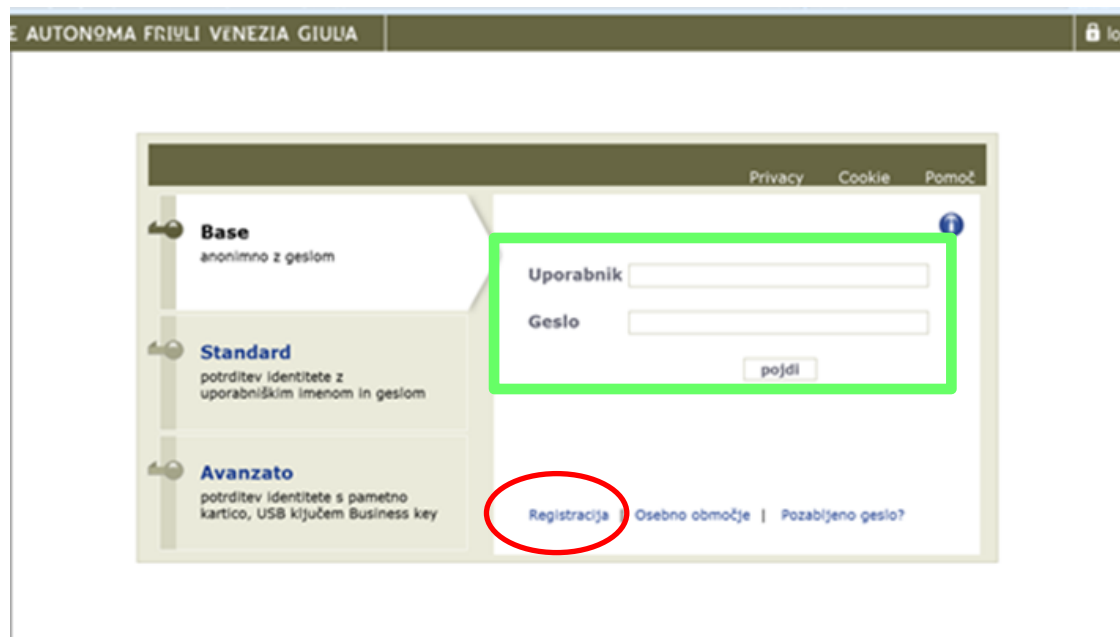 E AUTONOMA FRIULI VENEZIA GIULIA
lo
Privacy Cookie Pomoč
Base
anonimno z geslom
Standard
potrditev identitete z
uporabniškim imenom in geslom
Avanzato
potrditev identitete s pametno
kartico, USB ključem Business key
Uporabnik
Geslo
pojdi
Registracija | Osebno območje | Pozabljeno geslo?